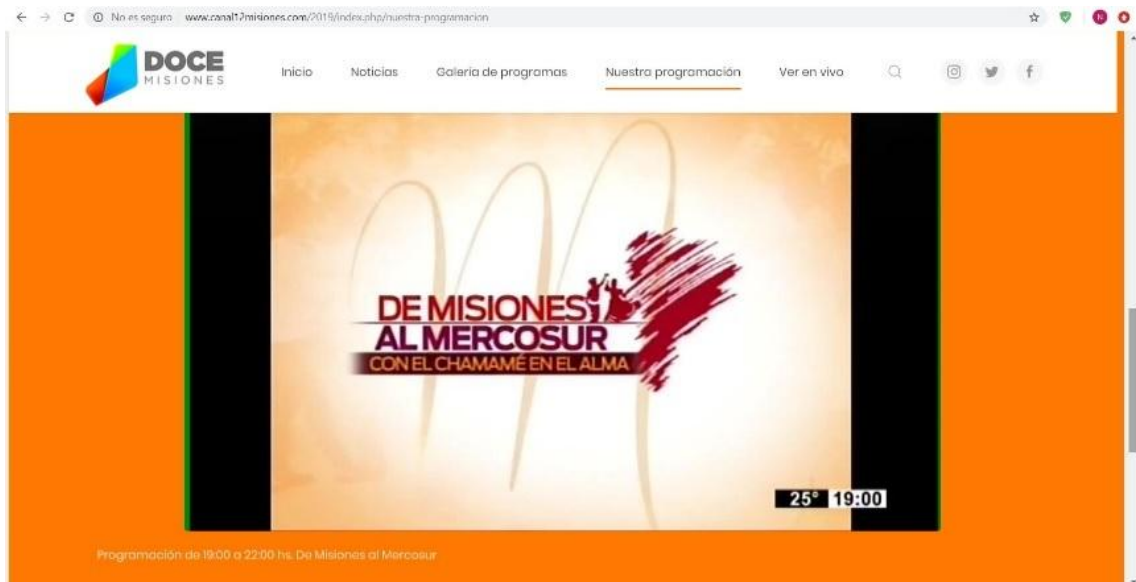 No es seguro www.canal12misiones.com/2019/index.php/nuestra-programacion
DOCE
MISIONES
Inicio Noticias Galeria de programas Nuestra programación Ver en vivo
DE MISIONES
AL MERCOSUR
CON EL CHAMAMÉ EN EL ALMA
25° 19:00
Programación de 19:00 a 22:00 hs. De Misiones al Mercosur